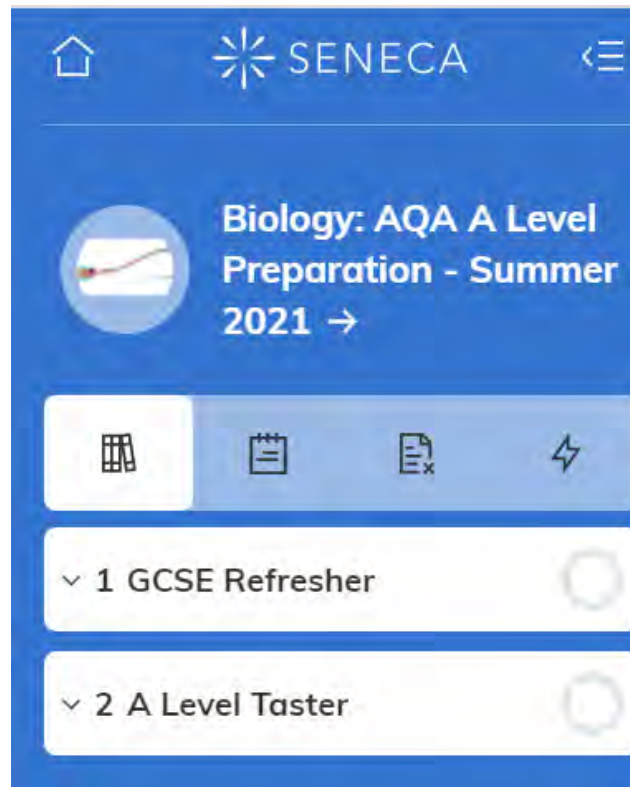 SENECA
Biology: AQA A Level
Preparation - Summer
2021 →
1 GCSE Refresher
2 A Level Taster